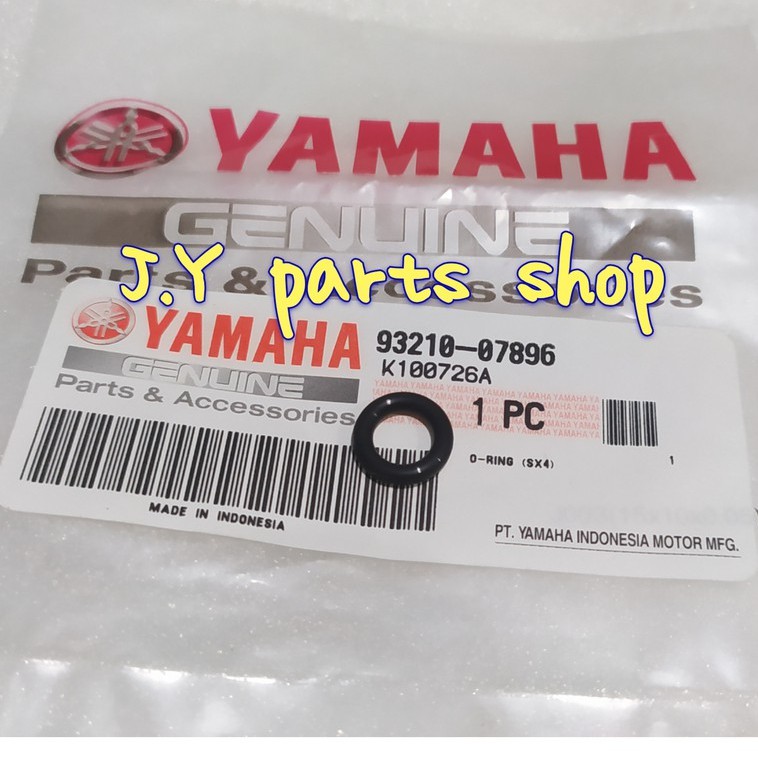 YAMAHA
GENUINE
Parts & Accessories
J.Y parts shop
YAMAHA 93210-07896
GENUINE K100726A
Parts & Accessories 1 PC
O-RING (SX4) 1
MADE IN INDONESIA
PT. YAMAHA INDONESIA MOTOR MFG.